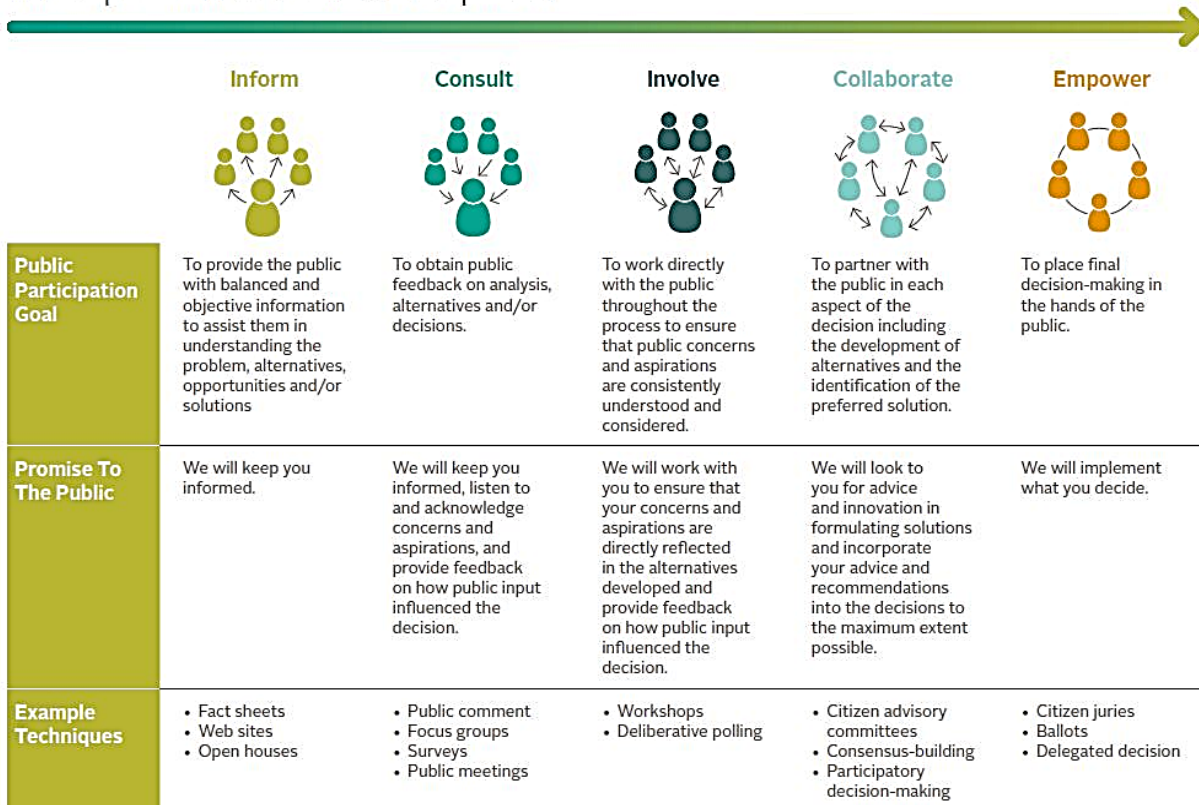 Inform
Consult
Involve
Collaborate
Empower
Public
Participation
Goal
To provide the public
with balanced and
objective information
to assist them in
understanding the
problem, alternatives,
opportunities and/or
solutions
To obtain public
feedback on analysis,
alternatives and/or
decisions.
To work directly
with the public
throughout the
process to ensure
that public concerns
and aspirations
are consistently
understood and
considered.
To partner with
the public in each
aspect of the
decision including
the development of
alternatives and the
identification of the
preferred solution.
To place final
decision-making in
the hands of the
public.
Promise To
The Public
We will keep you
informed.
We will keep you
informed, listen to
and acknowledge
concerns and
aspirations, and
provide feedback
on how public input
influenced the
decision.
We will work with
you to ensure that
your concerns and
aspirations are
directly reflected
in the alternatives
developed and
provide feedback
on how public input
influenced the
decision.
We will look to
you for advice
and innovation in
formulating solutions
and incorporate
your advice and
recommendations
into the decisions to
the maximum extent
possible.
We will implement
what you decide.
Example
Techniques
• Fact sheets
• Web sites
• Open houses
• Public comment
• Focus groups
• Surveys
• Public meetings
• Workshops
• Deliberative polling
• Citizen advisory
committees
• Consensus-building
• Participatory
decision-making
• Citizen juries
• Ballots
• Delegated decision